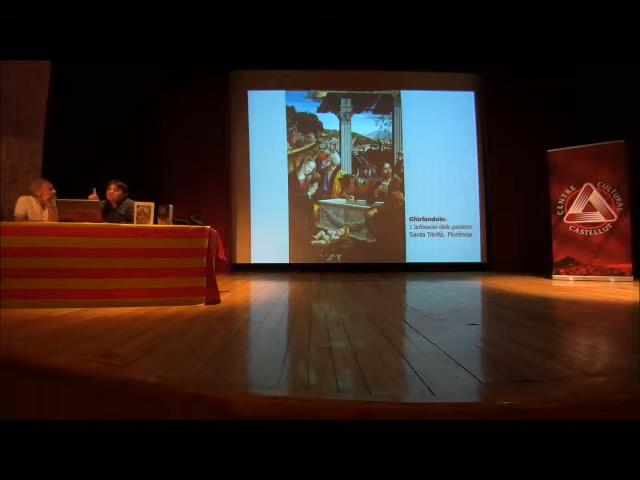 Ghirlandaio.
L'adoració dels pastors
Santa Trinità, Florència
CENTRE CULTURAL
CASTELLUT